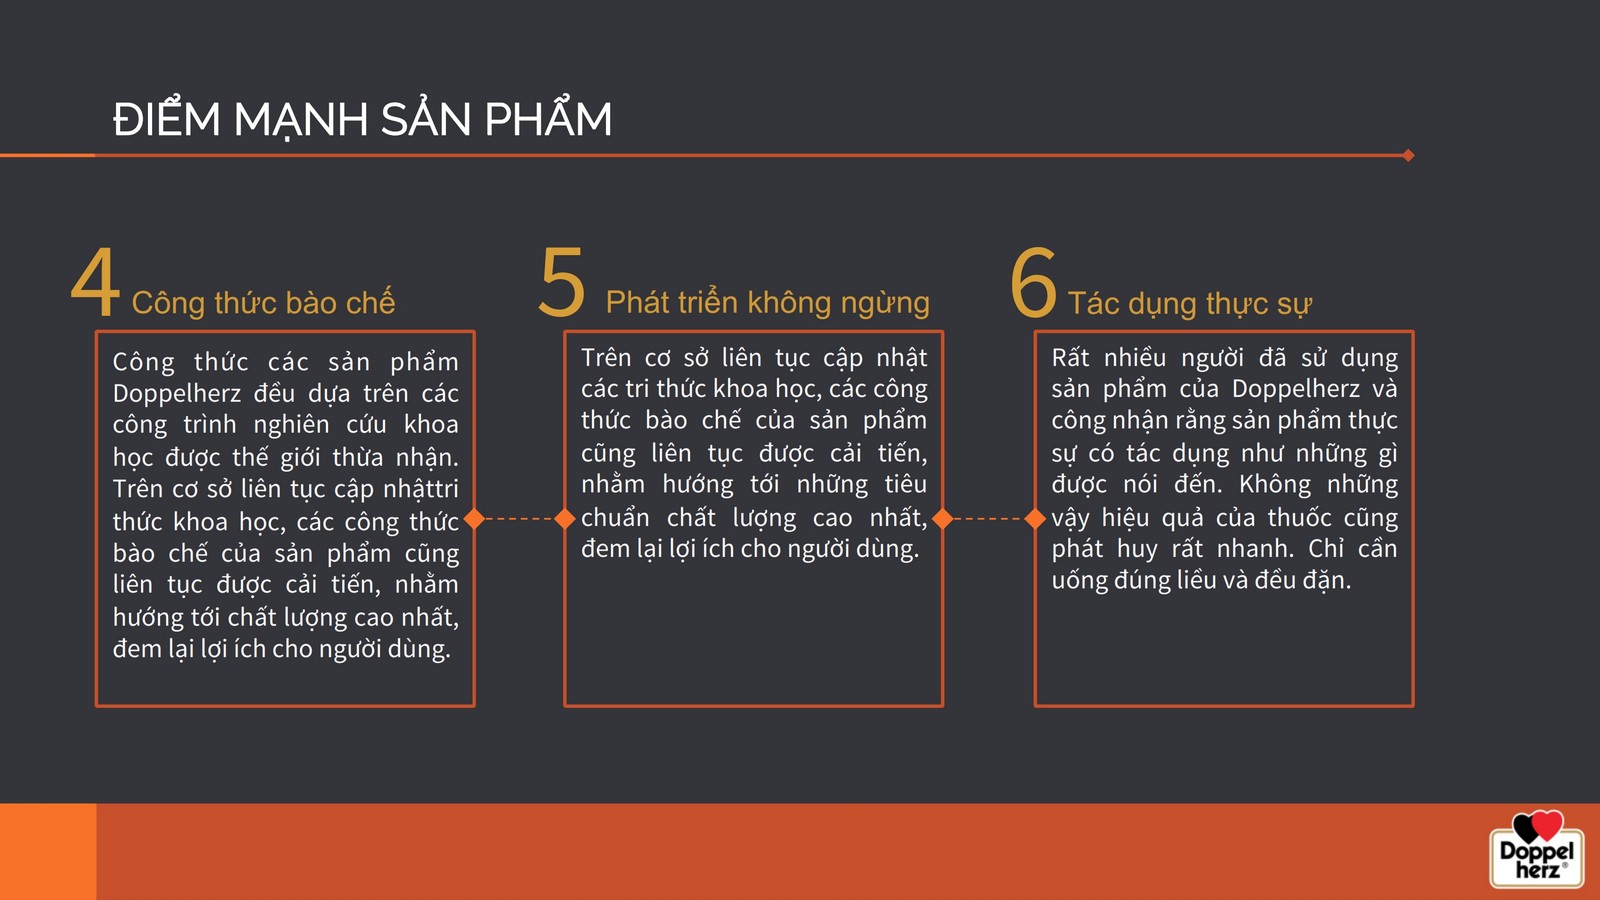 ĐIỂM MẠNH SẢN PHẨM
4 Công thức bào chế
Công thức các sản phẩm
Doppelherz đều dựa trên các
công trình nghiên cứu khoa
học được thế giới thừa nhận.
Trên cơ sở liên tục cập nhậttri
thức khoa học, các công thức
bào chế của sản phẩm cũng
liên tục được cải tiến, nhằm
hướng tới chất lượng cao nhất,
đem lại lợi ích cho người dùng.
5 Phát triển không ngừng
Trên cơ sở liên tục cập nhật
các tri thức khoa học, các công
thức bào chế của sản phẩm
cũng liên tục được cải tiến,
nhằm hướng tới những tiêu
chuẩn chất lượng cao nhất,
đem lại lợi ích cho người dùng.
6 Tác dụng thực sự
Rất nhiều người đã sử dụng
sản phẩm của Doppelherz và
công nhận rằng sản phẩm thực
sự có tác dụng như những gì
được nói đến. Không những
vậy hiệu quả của thuốc cũng
phát huy rất nhanh. Chỉ cần
uống đúng liều và đều đặn.
Doppel
herz®